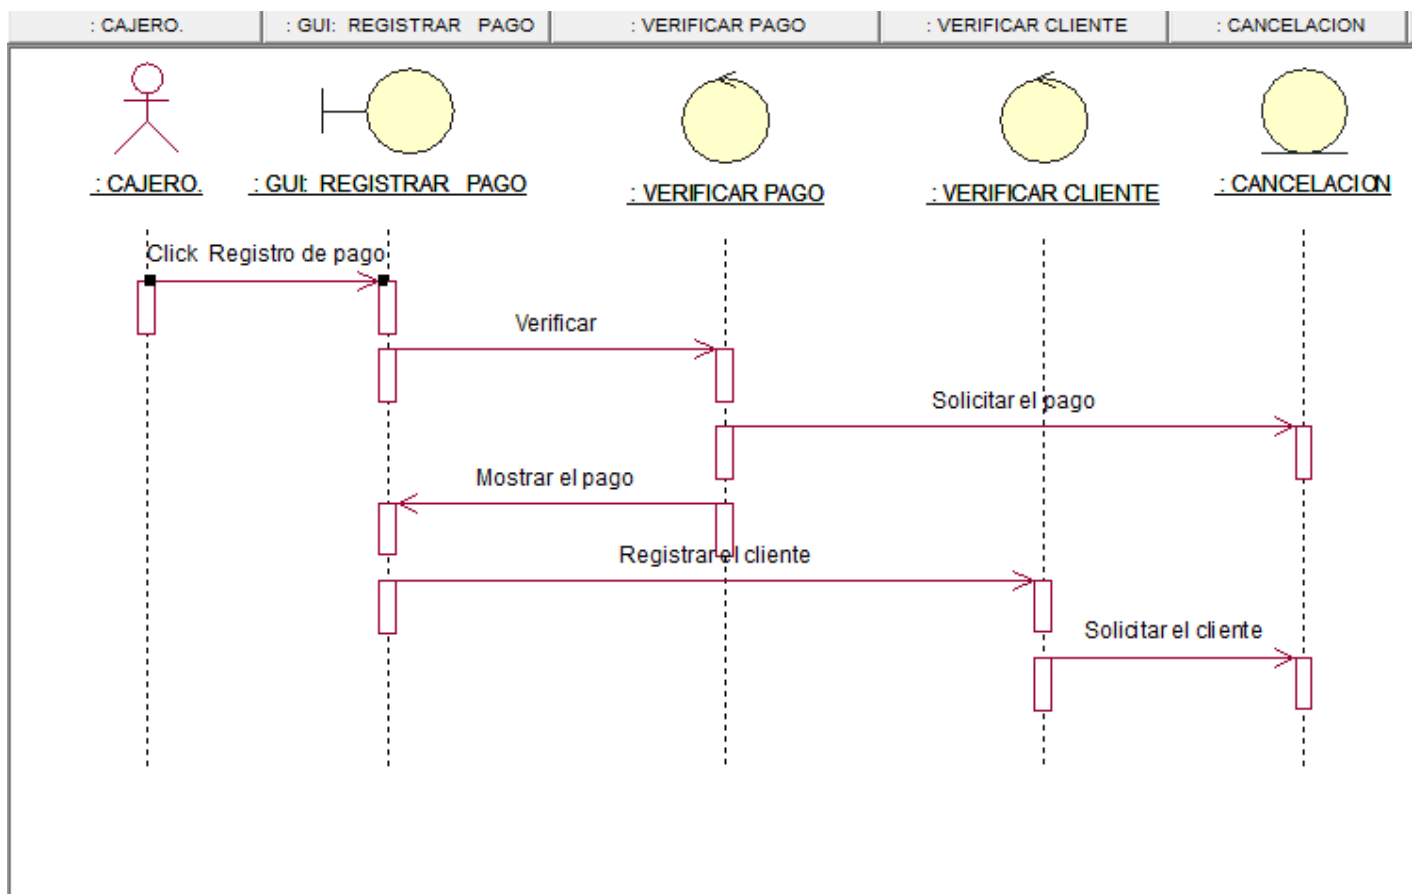 : CAJERO.
: GUI: REGISTRAR PAGO
: VERIFICAR PAGO
: VERIFICAR CLIENTE
: CANCELACION
: CAJERO.
: GUI: REGISTRAR PAGO
: VERIFICAR PAGO
: VERIFICAR CLIENTE
: CANCELACION
Click Registro de pago
Verificar
Solicitar el pago
Mostrar el pago
Registrar el cliente
Solicitar el cliente